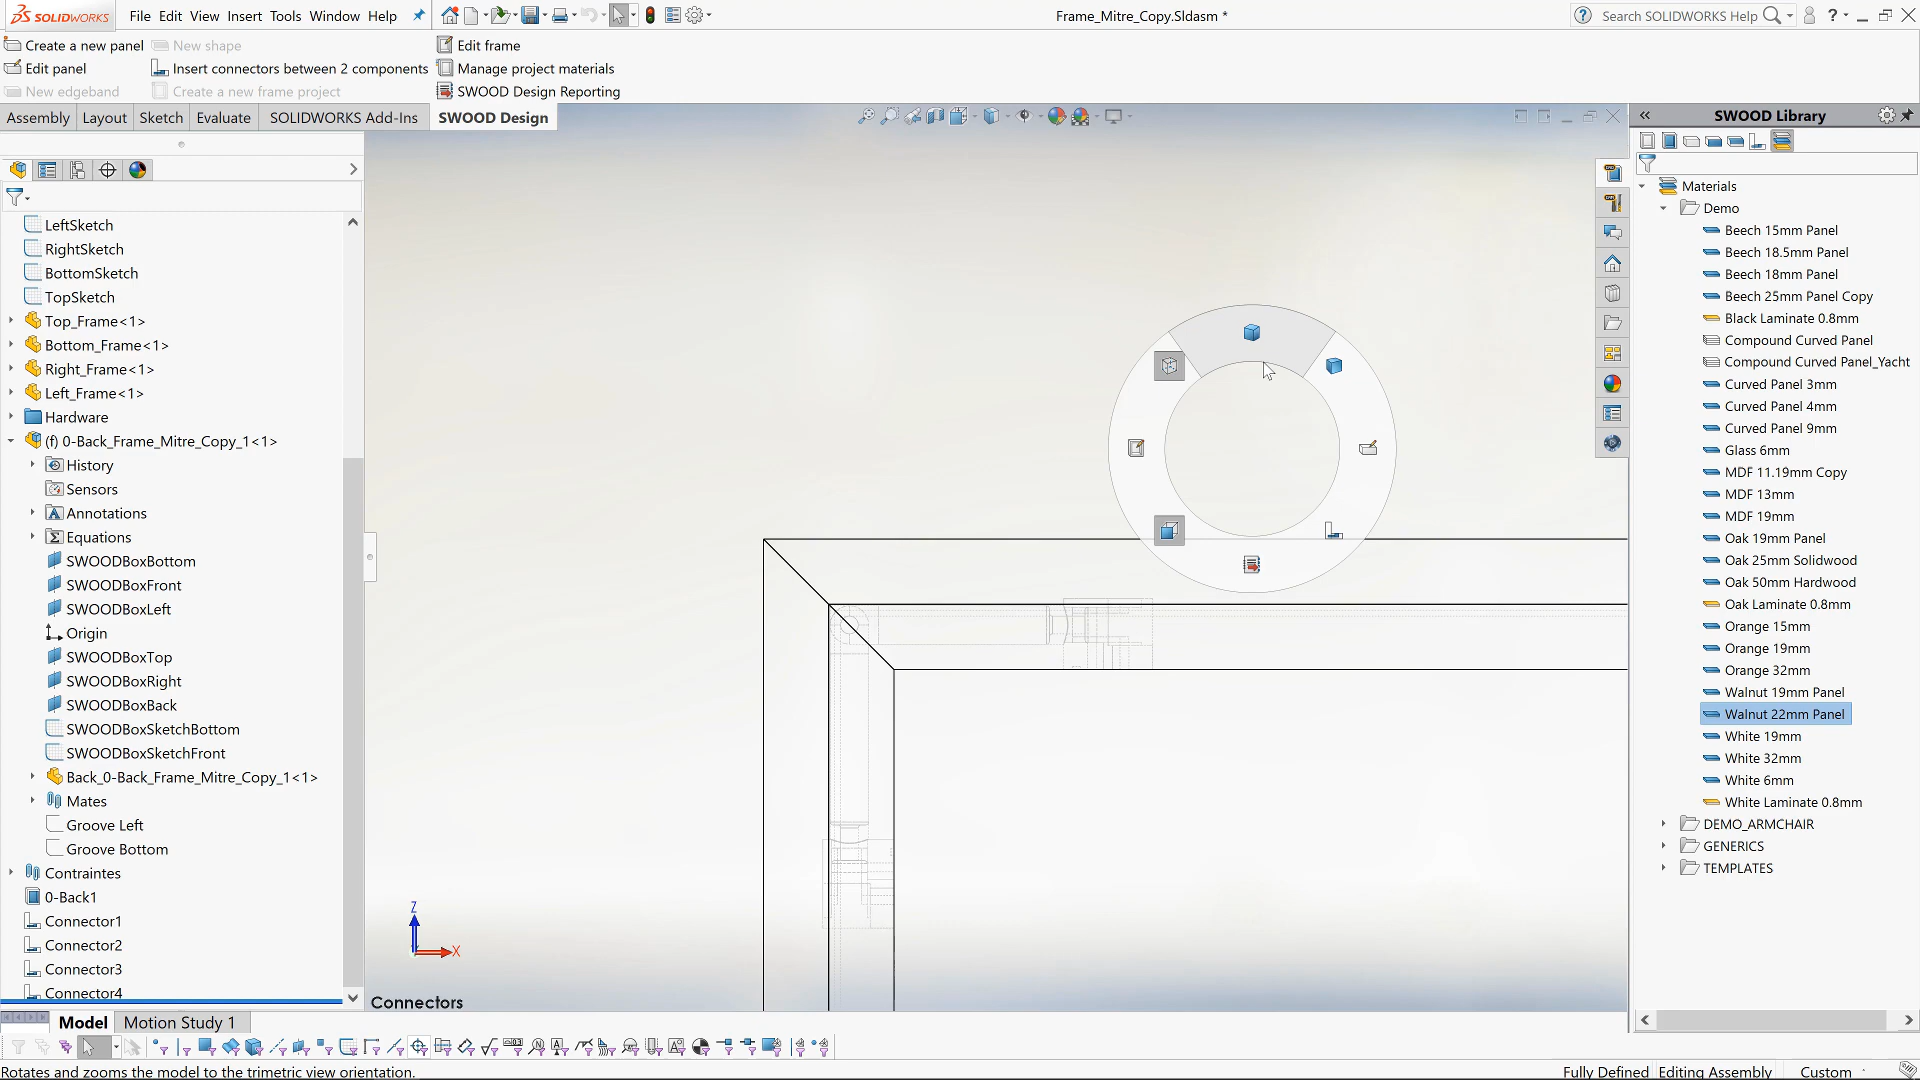 SOLIDWORKS File Edit View Insert Tools Window Help Frame_Mitre_Copy.Sldasm * Search SOLIDWORKS Help
Create a new panel New shape Edit frame
Edit panel Insert connectors between 2 components Manage project materials
New edgeband Create a new frame project SWOOD Design Reporting
Assembly Layout Sketch Evaluate SOLIDWORKS Add-Ins SWOOD Design
LeftSketch
RightSketch
BottomSketch
TopSketch
Top_Frame<1>
Bottom_Frame<1>
Right_Frame<1>
Left_Frame<1>
Hardware
(f) 0-Back_Frame_Mitre_Copy_1<1>
History
Sensors
Annotations
Equations
SWOODBoxBottom
SWOODBoxFront
SWOODBoxLeft
Origin
SWOODBoxTop
SWOODBoxRight
SWOODBoxBack
SWOODBoxSketchBottom
SWOODBoxSketchFront
Back_0-Back_Frame_Mitre_Copy_1<1>
Mates
Groove Left
Groove Bottom
Contraintes
0-Back1
Connector1
Connector2
Connector3
Connector4
Z
X
Connectors
SWOOD Library
Materials
Demo
Beech 15mm Panel
Beech 18.5mm Panel
Beech 18mm Panel
Beech 25mm Panel Copy
Black Laminate 0.8mm
Compound Curved Panel
Compound Curved Panel_Yacht
Curved Panel 3mm
Curved Panel 4mm
Curved Panel 9mm
Glass 6mm
MDF 11.19mm Copy
MDF 13mm
MDF 19mm
Oak 19mm Panel
Oak 25mm Solidwood
Oak 50mm Hardwood
Oak Laminate 0.8mm
Orange 15mm
Orange 19mm
Orange 32mm
Walnut 19mm Panel
Walnut 22mm Panel
White 19mm
White 32mm
White 6mm
White Laminate 0.8mm
DEMO_ARMCHAIR
GENERICS
TEMPLATES
Model Motion Study 1
Rotates and zooms the model to the trimetric view orientation. Fully Defined Editing Assembly Custom